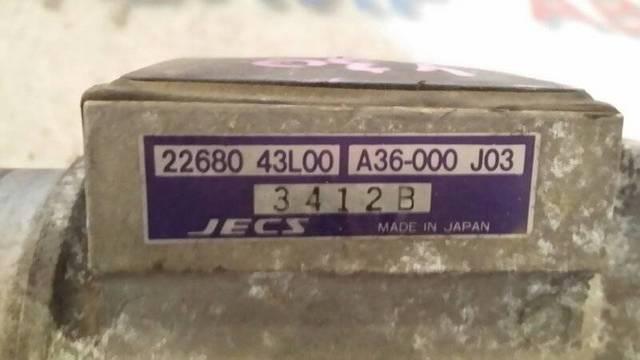 22680 43L00 A36-000 J03
3412B
JECS MADE IN JAPAN